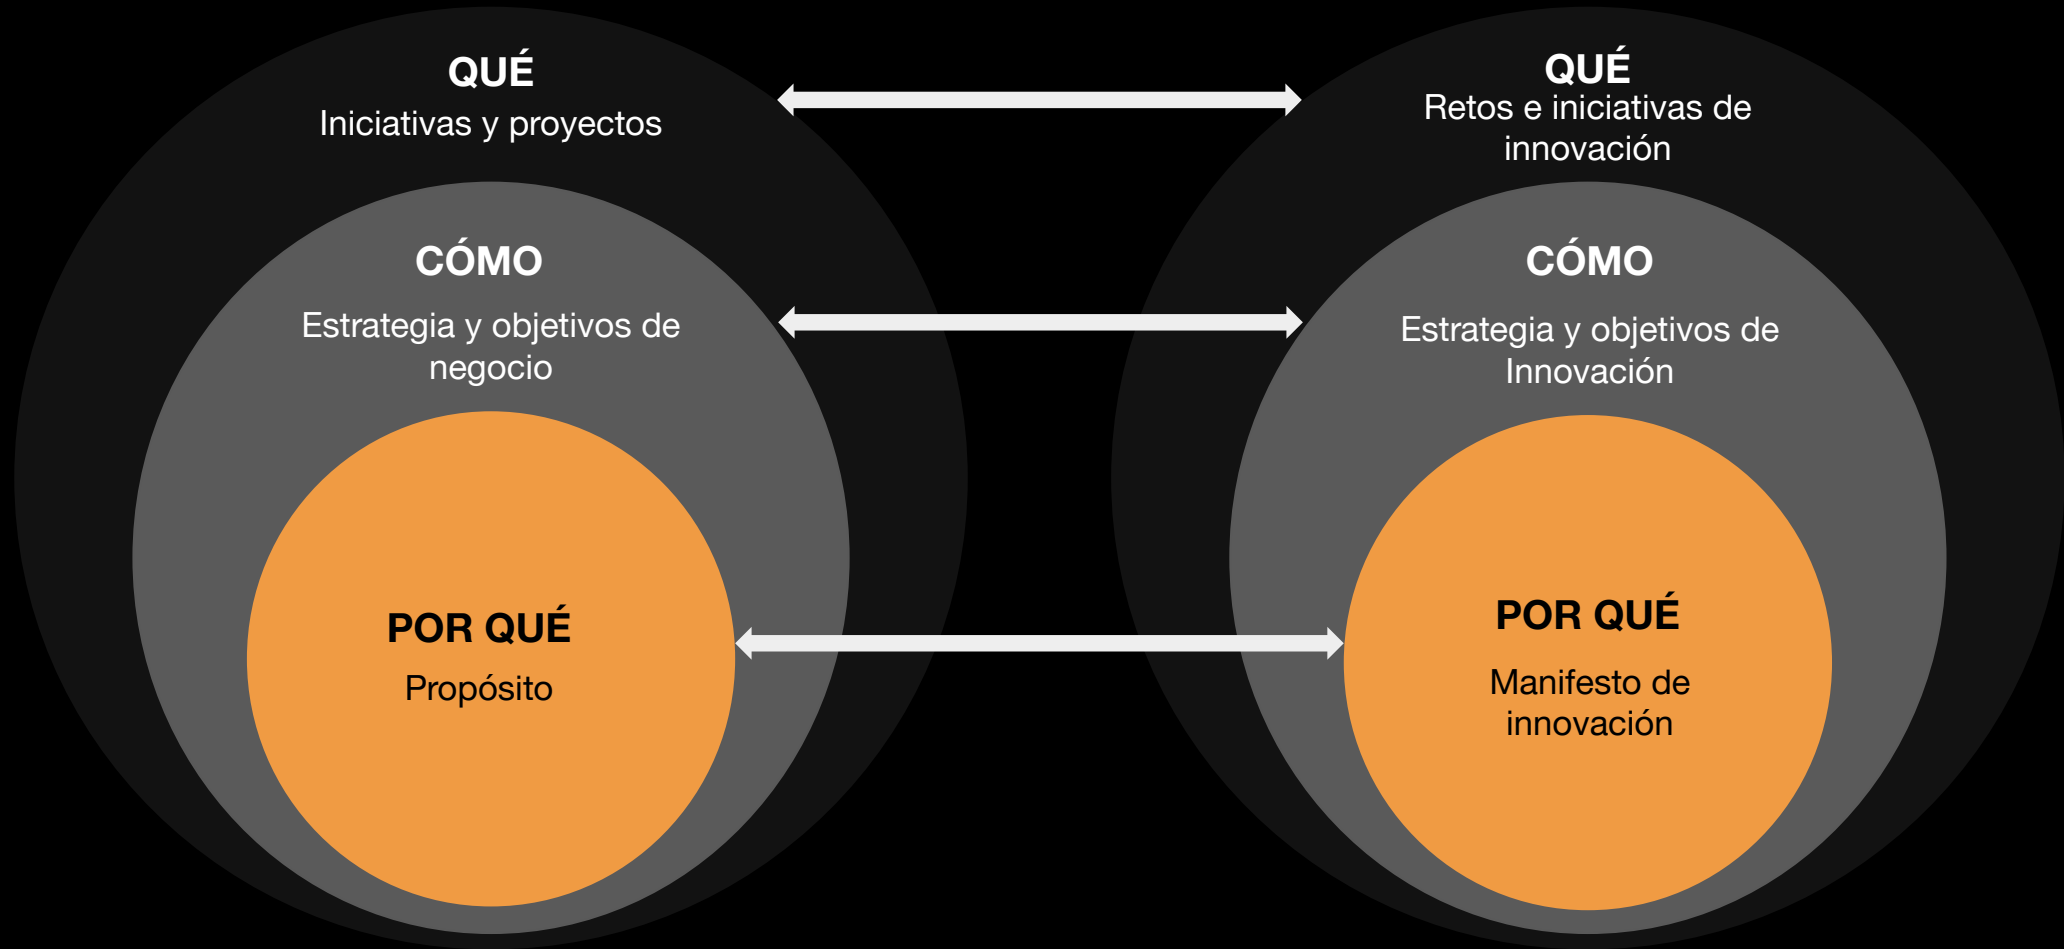 QUÉ
Iniciativas y proyectos
CÓMO
Estrategia y objetivos de
negocio
POR QUÉ
Propósito
QUÉ
Retos e iniciativas de
innovación
CÓMO
Estrategia y objetivos de
Innovación
POR QUÉ
Manifesto de
innovación